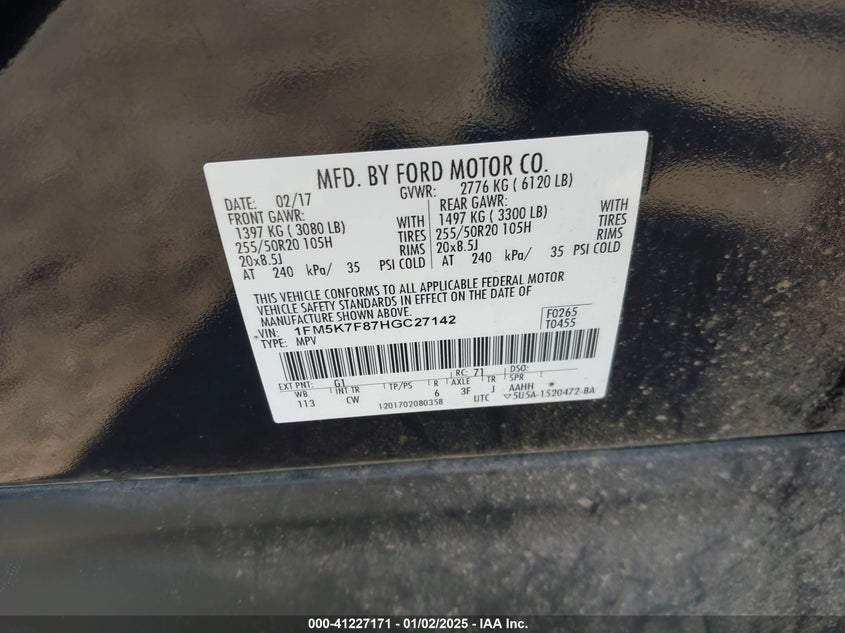 MFD. BY FORD MOTOR CO.
DATE: 02/17 GVWR: 2776 KG ( 6120 LB)
FRONT GAWR: REAR GAWR:
1397 KG ( 3080 LB) WITH 1497 KG ( 3300 LB) WITH
255/50R20 105H TIRES 255/50R20 105H TIRES
20x8.5J RIMS 20x8.5J RIMS
AT 240 kPa/ 35 PSI COLD AT 240 kPa/ 35 PSI COLD
THIS VEHICLE CONFORMS TO ALL APPLICABLE FEDERAL MOTOR
VEHICLE SAFETY STANDARDS IN EFFECT ON THE DATE OF
MANUFACTURE SHOWN ABOVE.
VIN: 1FM5K7F87HGC27142 F0265
TYPE: MPV T0455
EXT PNT: G1 RC: 71 DSO:
WB INT TR TP/PS R AXLE TR SPR
113 CW 6 3F J AAHH
1201702080358 UTC ▽5U5A-1520472-BA
000-41227171 | 01/02/2025 | IAA Inc.